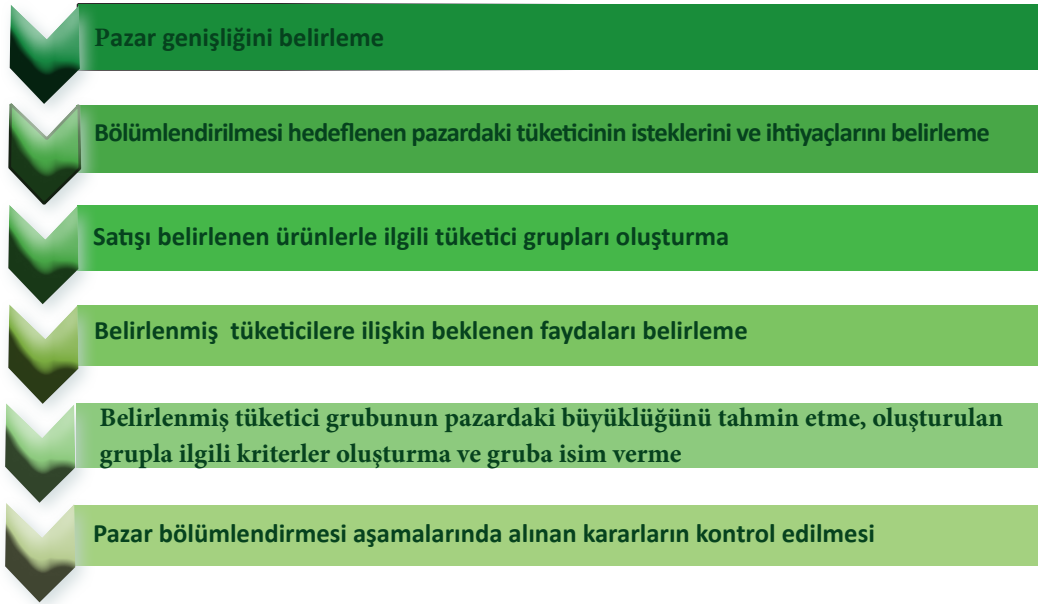 Pazar genişliğini belirleme
Bölümlendirilmesi hedeflenen pazardaki tüketicinin isteklerini ve ihtiyaçlarını belirleme
Satışı belirlenen ürünlerle ilgili tüketici grupları oluşturma
Belirlenmiş tüketicilere ilişkin beklenen faydaları belirleme
Belirlenmiş tüketici grubunun pazardaki büyüklüğünü tahmin etme, oluşturulan
grupla ilgili kriterler oluşturma ve gruba isim verme
Pazar bölümlendirmesi aşamalarında alınan kararların kontrol edilmesi